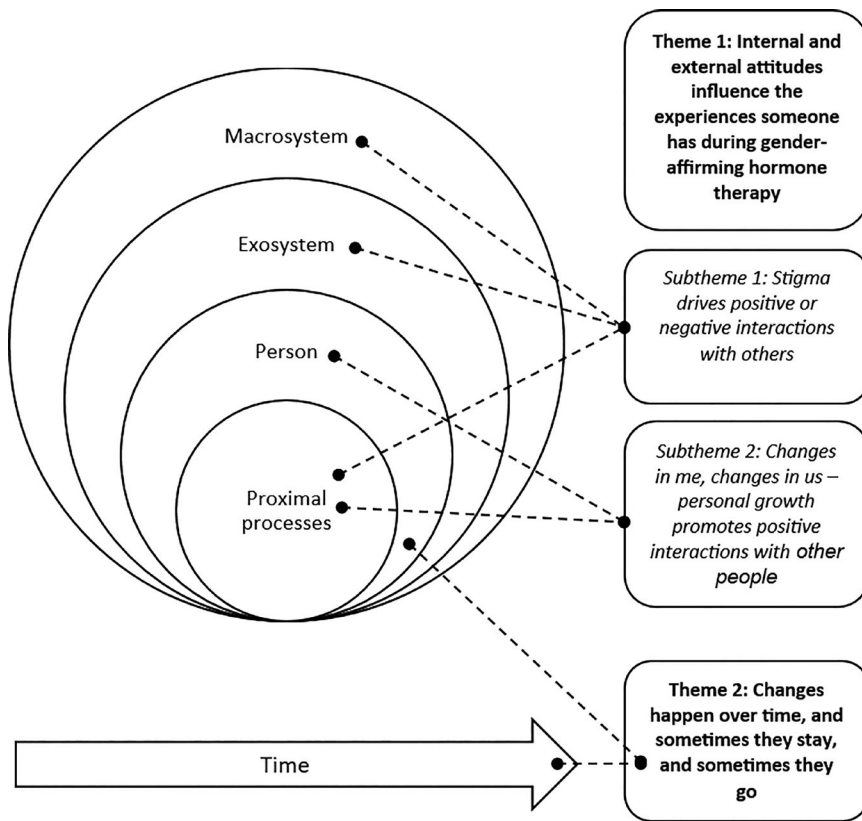 Macrosystem
Exosystem
Person
Proximal
processes
Time
Theme 1: Internal and
external attitudes
influence the
experiences someone
has during gender-
affirming hormone
therapy
Subtheme 1: Stigma
drives positive or
negative interactions
with others
Subtheme 2: Changes
in me, changes in us –
personal growth
promotes positive
interactions with other
people
Theme 2: Changes
happen over time, and
sometimes they stay,
and sometimes they
go